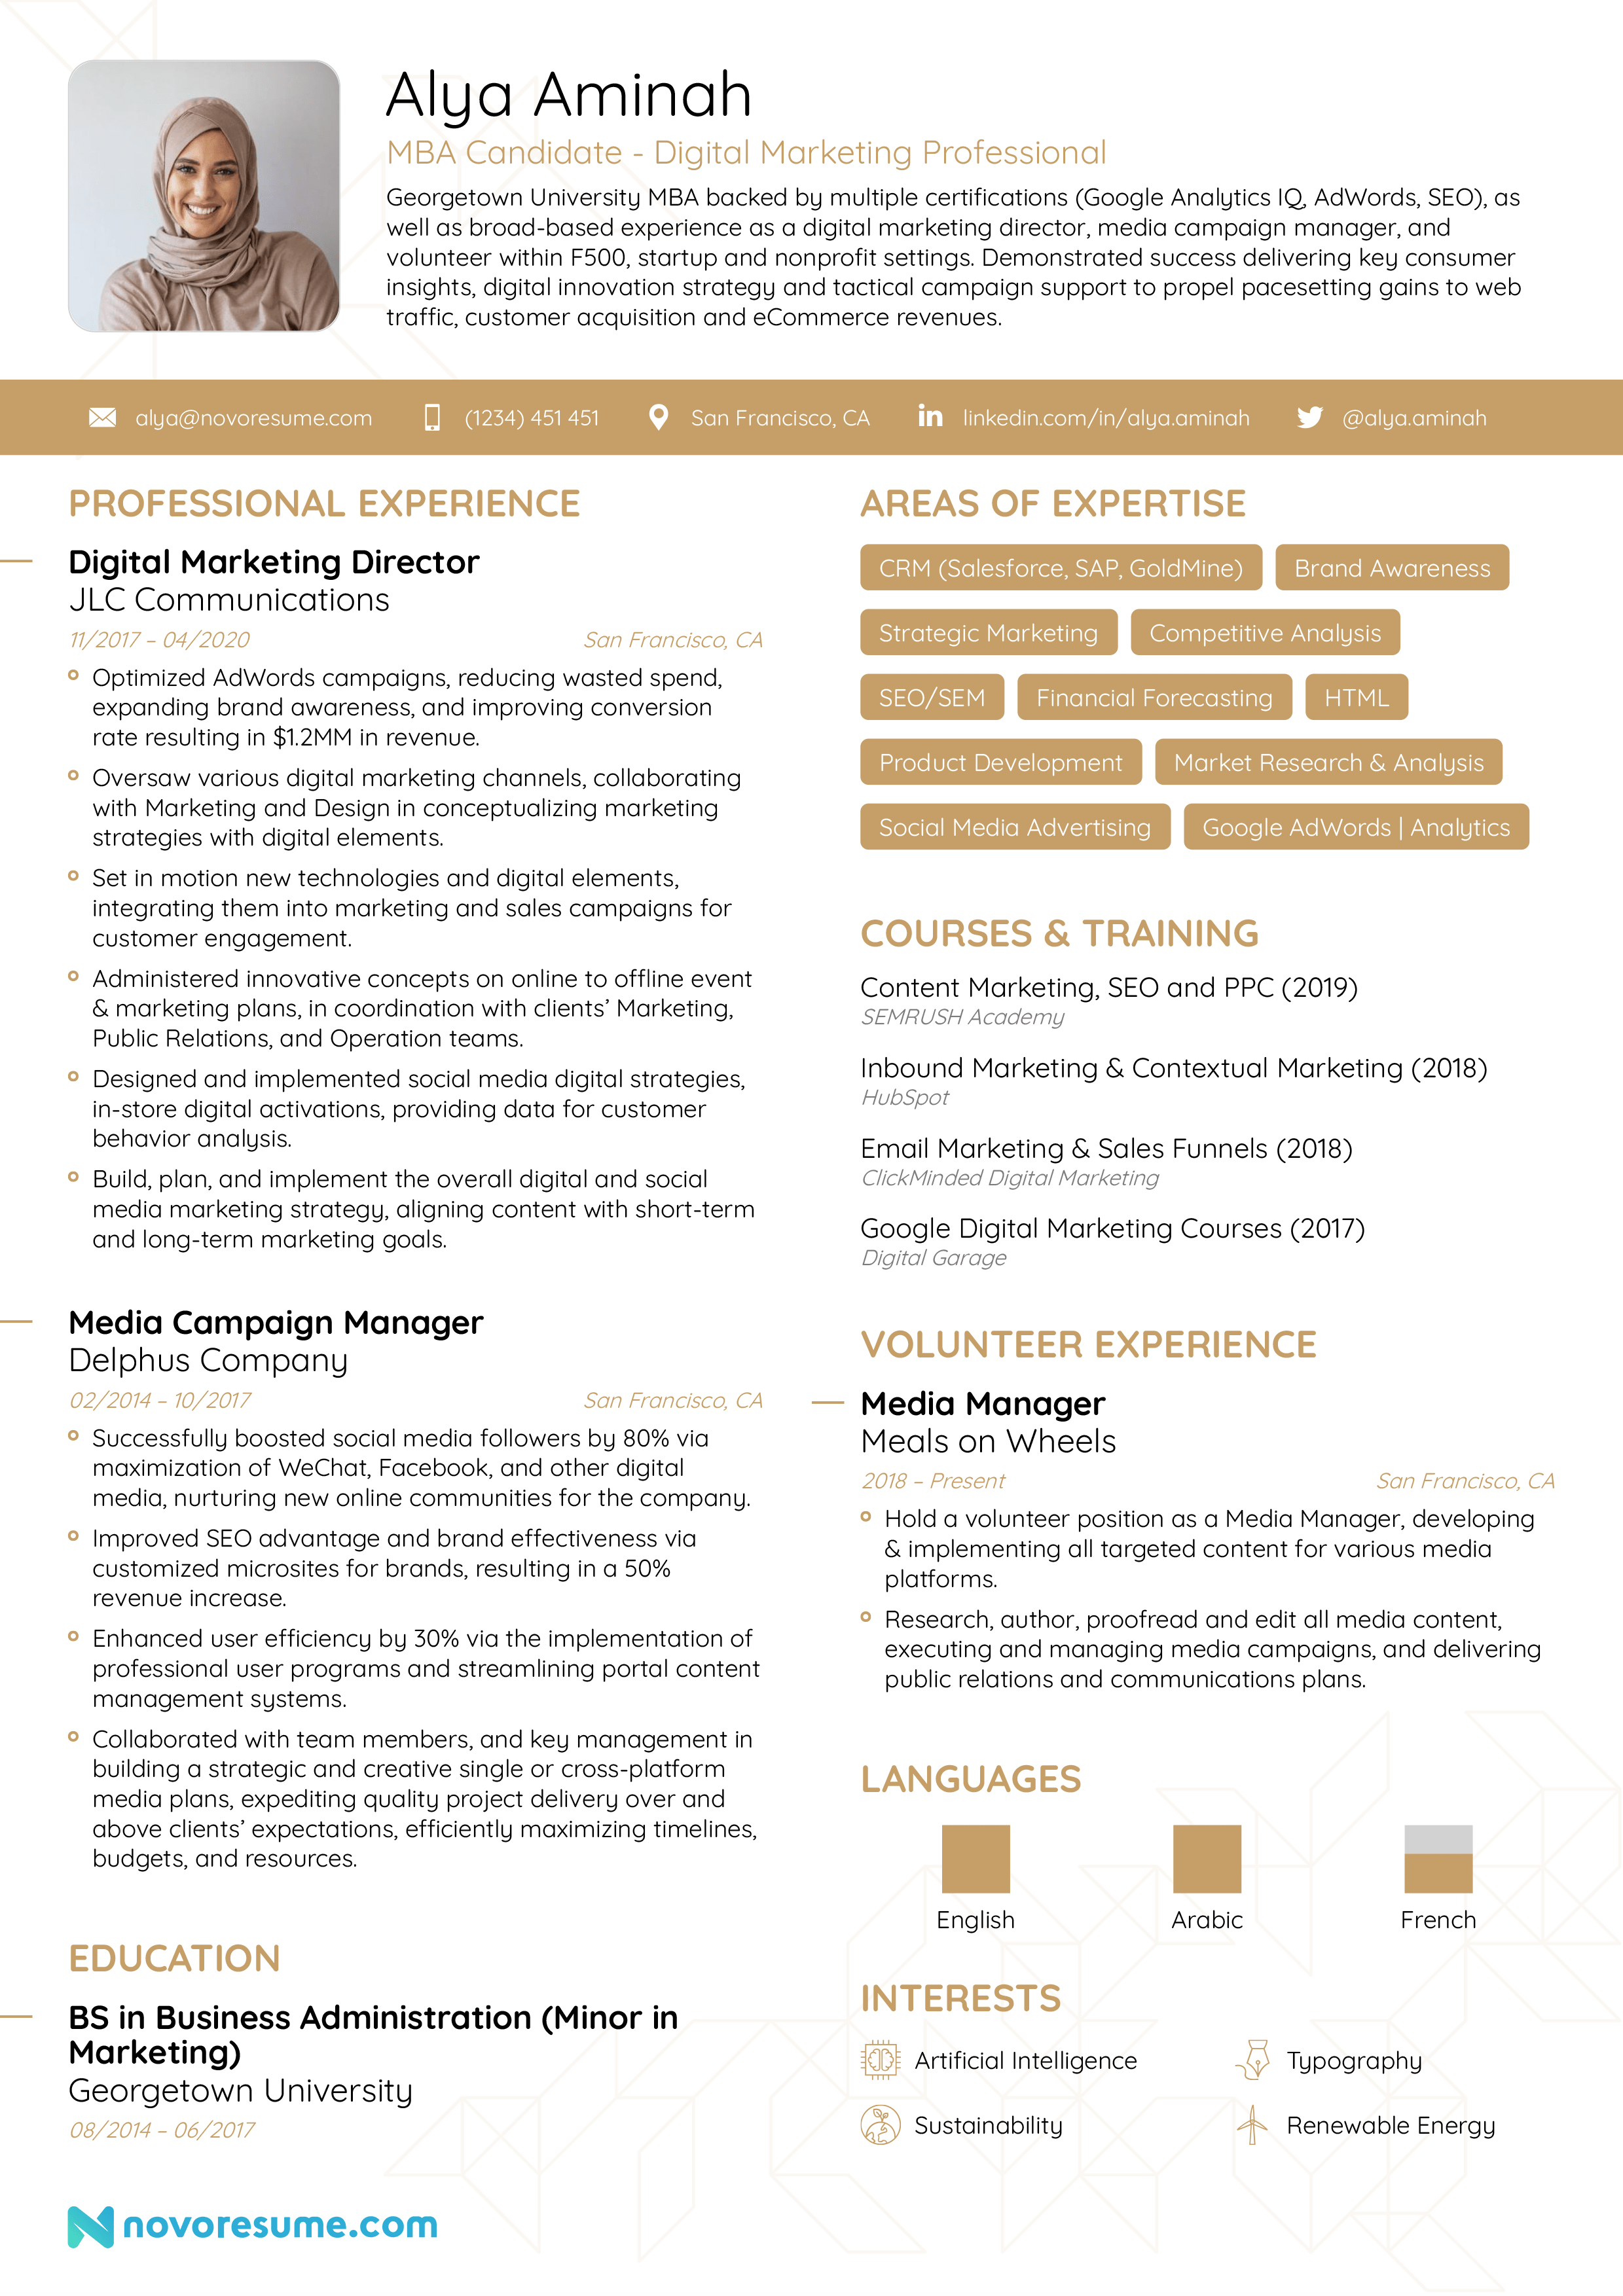 Alya Aminah
MBA Candidate - Digital Marketing Professional
Georgetown University MBA backed by multiple certifications (Google Analytics IQ, AdWords, SEO), as
well as broad-based experience as a digital marketing director, media campaign manager, and
volunteer within F500, startup and nonprofit settings. Demonstrated success delivering key consumer
insights, digital innovation strategy and tactical campaign support to propel pacesetting gains to web
traffic, customer acquisition and eCommerce revenues.
alya@novoresume.com (1234) 451 451 San Francisco, CA linkedin.com/in/alya.aminah @alya.aminah
PROFESSIONAL EXPERIENCE
Digital Marketing Director
JLC Communications
11/2017 – 04/2020 San Francisco, CA
Optimized AdWords campaigns, reducing wasted spend,
expanding brand awareness, and improving conversion
rate resulting in $1.2MM in revenue.
Oversaw various digital marketing channels, collaborating
with Marketing and Design in conceptualizing marketing
strategies with digital elements.
Set in motion new technologies and digital elements,
integrating them into marketing and sales campaigns for
customer engagement.
Administered innovative concepts on online to offline event
& marketing plans, in coordination with clients’ Marketing,
Public Relations, and Operation teams.
Designed and implemented social media digital strategies,
in-store digital activations, providing data for customer
behavior analysis.
Build, plan, and implement the overall digital and social
media marketing strategy, aligning content with short-term
and long-term marketing goals.
Media Campaign Manager
Delphus Company
02/2014 – 10/2017 San Francisco, CA
Successfully boosted social media followers by 80% via
maximization of WeChat, Facebook, and other digital
media, nurturing new online communities for the company.
Improved SEO advantage and brand effectiveness via
customized microsites for brands, resulting in a 50%
revenue increase.
Enhanced user efficiency by 30% via the implementation of
professional user programs and streamlining portal content
management systems.
Collaborated with team members, and key management in
building a strategic and creative single or cross-platform
media plans, expediting quality project delivery over and
above clients’ expectations, efficiently maximizing timelines,
budgets, and resources.
EDUCATION
BS in Business Administration (Minor in
Marketing)
Georgetown University
08/2014 – 06/2017
AREAS OF EXPERTISE
CRM (Salesforce, SAP, GoldMine) Brand Awareness
Strategic Marketing Competitive Analysis
SEO/SEM Financial Forecasting HTML
Product Development Market Research & Analysis
Social Media Advertising Google AdWords | Analytics
COURSES & TRAINING
Content Marketing, SEO and PPC (2019)
SEMRUSH Academy
Inbound Marketing & Contextual Marketing (2018)
HubSpot
Email Marketing & Sales Funnels (2018)
ClickMinded Digital Marketing
Google Digital Marketing Courses (2017)
Digital Garage
VOLUNTEER EXPERIENCE
Media Manager
Meals on Wheels
2018 – Present San Francisco, CA
Hold a volunteer position as a Media Manager, developing
& implementing all targeted content for various media
platforms.
Research, author, proofread and edit all media content,
executing and managing media campaigns, and delivering
public relations and communications plans.
LANGUAGES
English Arabic French
INTERESTS
Artificial Intelligence Typography
Sustainability Renewable Energy
novoresume.com